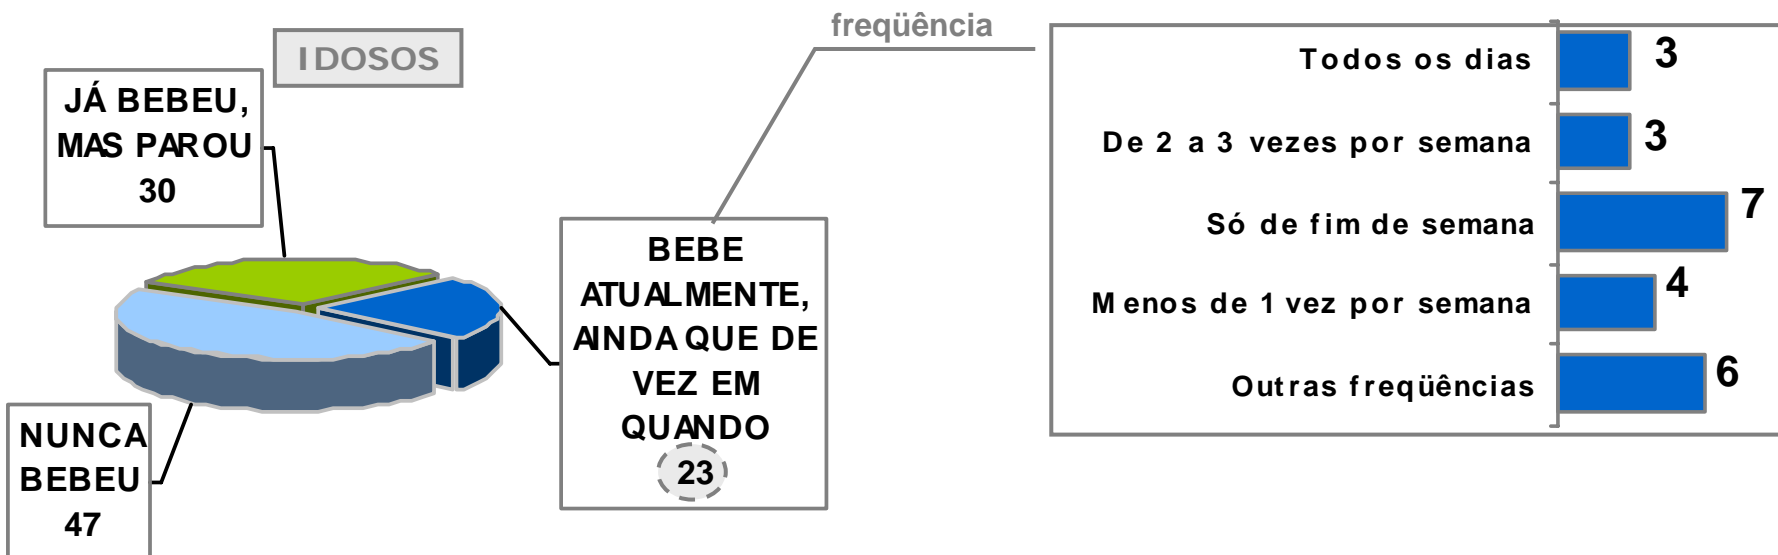 IDOSOS
JÁ BEBEU,
MAS PAROU
30
NUNCA
BEBEU
47
BEBE
ATUALMENTE,
AINDA QUE DE
VEZ EM
QUANDO
23
freqüência
Todos os dias 3
De 2 a 3 vezes por semana 3
Só de fim de semana 7
Menos de 1 vez por semana 4
Outras freqüências 6